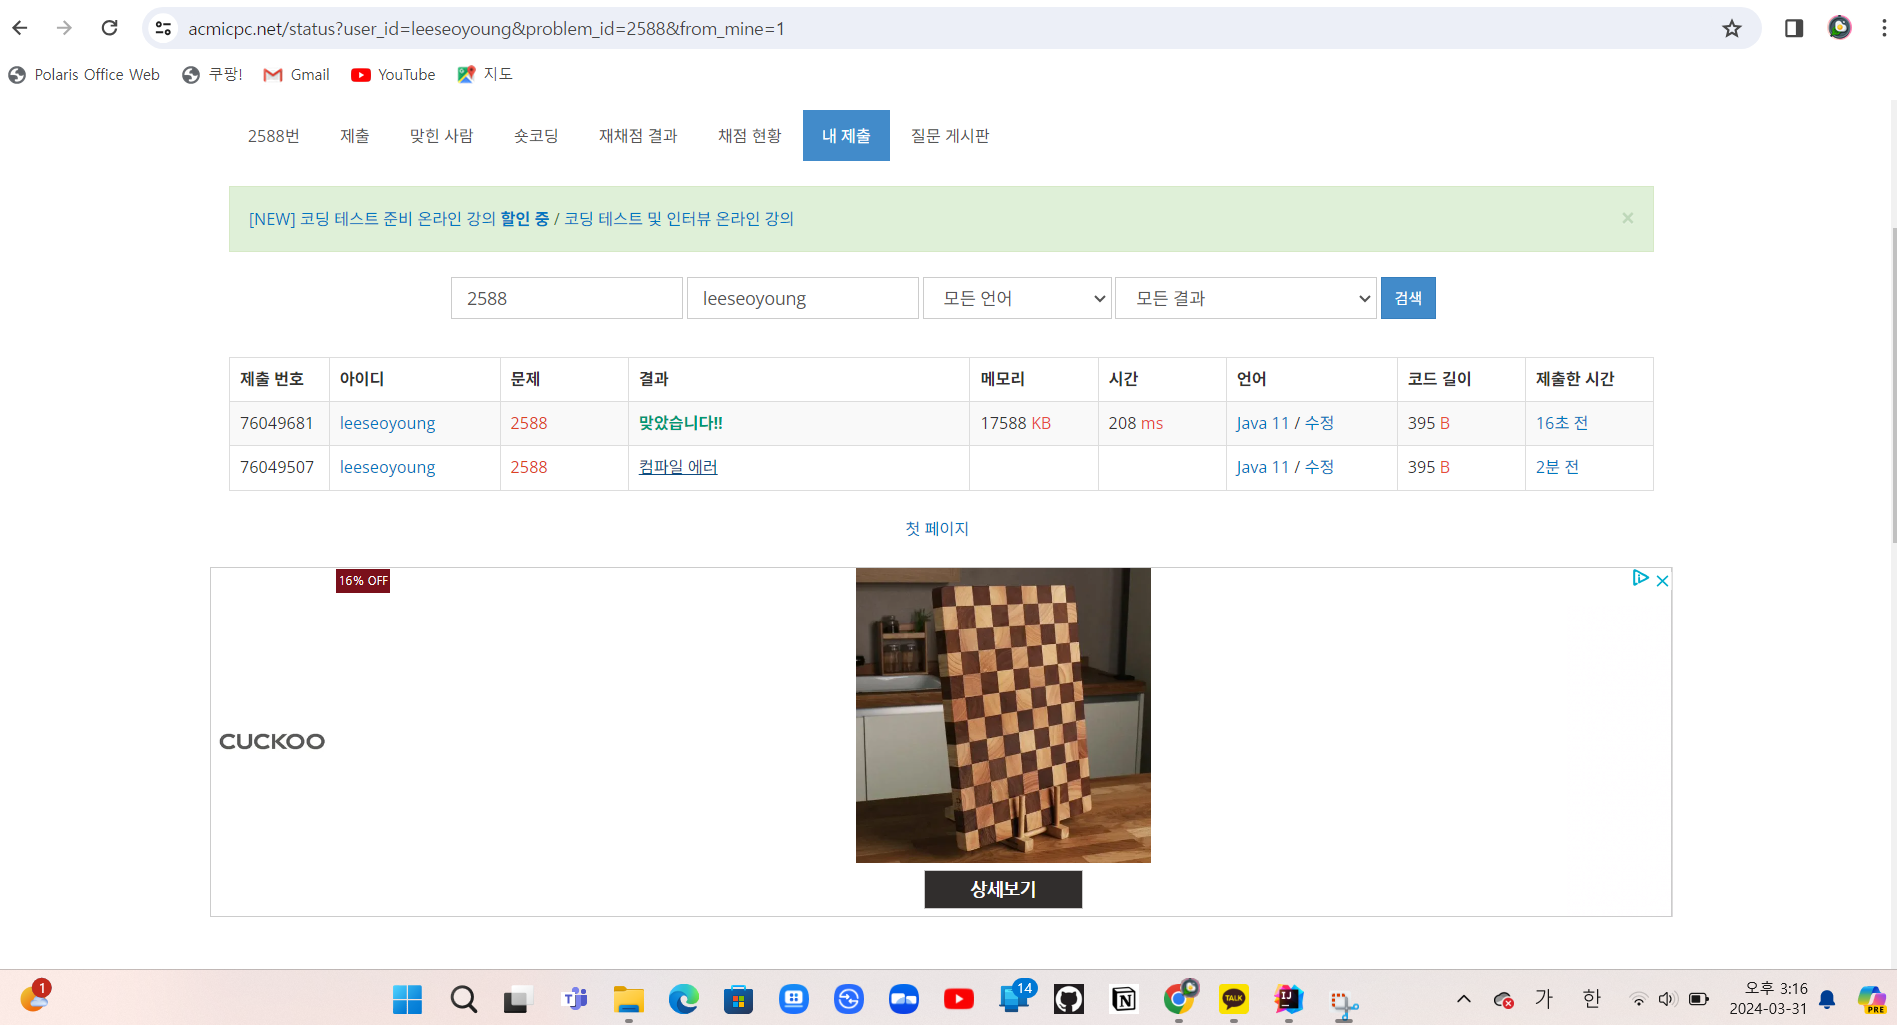 acmicpc.net/status?user_id=leeseoyoung&problem_id=2588&from_mine=1
Polaris Office Web 쿠팡! Gmail YouTube 지도
2588번 제출 맞힌 사람 숏코딩 재채점 결과 채점 현황 내 제출 질문 게시판
[NEW] 코딩 테스트 준비 온라인 강의 할인 중 / 코딩 테스트 및 인터뷰 온라인 강의 ×
2588 leeseoyoung 모든 언어 모든 결과 검색
제출 번호 아이디 문제 결과 메모리 시간 언어 코드 길이 제출한 시간
76049681 leeseoyoung 2588 맞았습니다!! 17588 KB 208 ms Java 11 / 수정 395 B 16초 전
76049507 leeseoyoung 2588 컴파일 에러 Java 11 / 수정 395 B 2분 전
첫 페이지
16% OFF
CUCKOO
상세보기
1
14
TALK
IJ
가 한
오후 3:16
2024-03-31
PRE